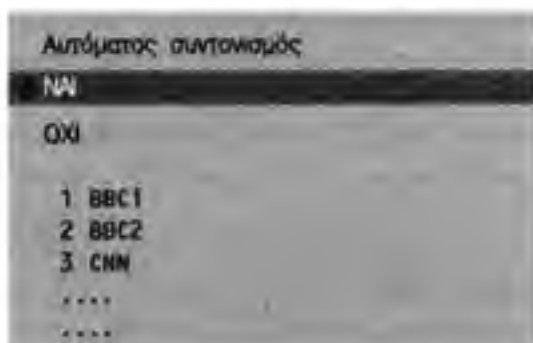 Αυτόματος συντονισμός
ΝΑΙ
ΟΧΙ
1 BBC1
2 BBC2
3 CNN
....
....